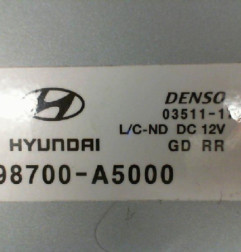 DENSO
03511-1
L/C-ND DC 12V
HYUNDAI GD RR
98700-A5000